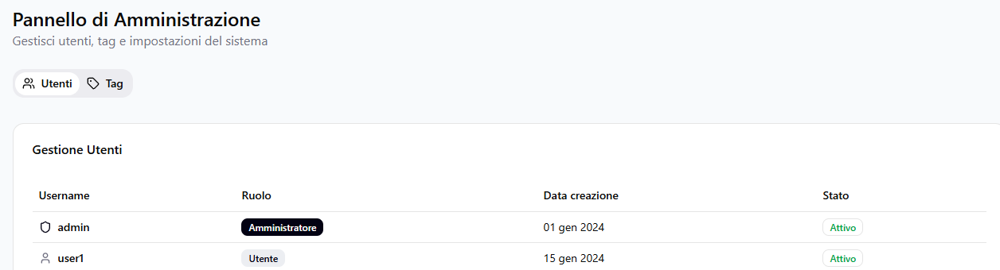 Pannello di Amministrazione
Gestisci utenti, tag e impostazioni del sistema
Utenti Tag
Gestione Utenti
Username Ruolo Data creazione Stato
admin Amministratore 01 gen 2024 Attivo
user1 Utente 15 gen 2024 Attivo